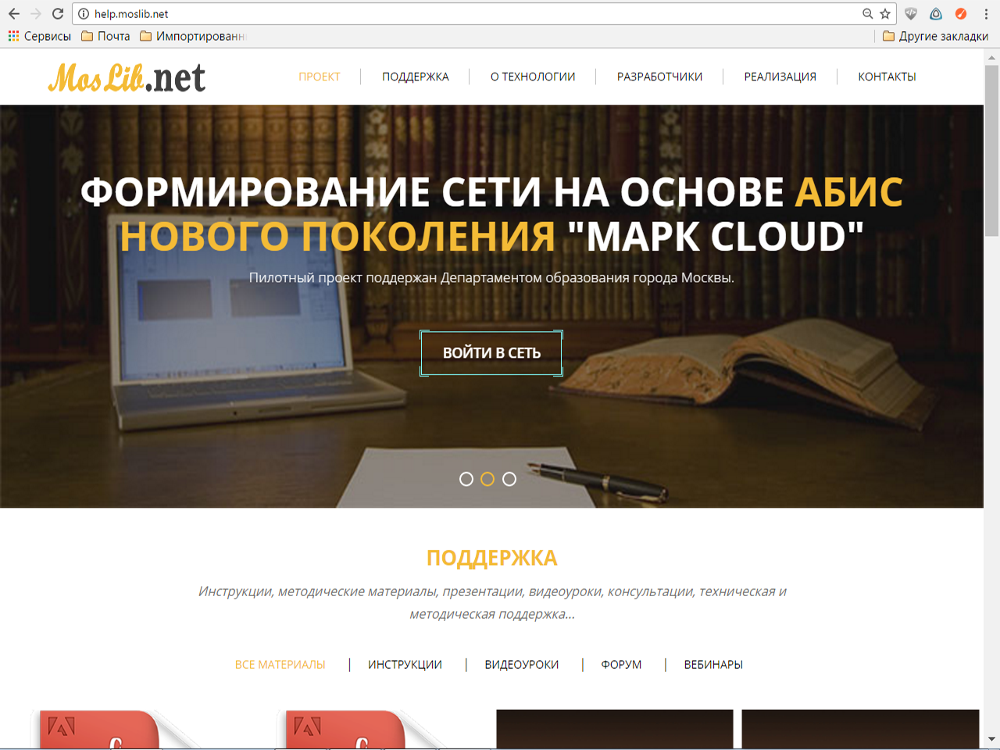 help.moslib.net
Сервисы
Почта
Импортирован
Другие закладки
MosLib.net
ПРОЕКТ
ПОДДЕРЖКА
О ТЕХНОЛОГИИ
РАЗРАБОТЧИКИ
РЕАЛИЗАЦИЯ
КОНТАКТЫ
ФОРМИРОВАНИЕ СЕТИ НА ОСНОВЕ АБИС
НОВОГО ПОКОЛЕНИЯ "МАРК CLOUD"
Пилотный проект поддержан Департаментом образования города Москвы.
ВОЙТИ В СЕТЬ
ПОДДЕРЖКА
Инструкции, методические материалы, презентации, видеоуроки, консультации, техническая и
методическая поддержка...
ВСЕ МАТЕРИАЛЫ
ИНСТРУКЦИИ
ВИДЕОУРОКИ
ФОРУМ
ВЕБИНАРЫ